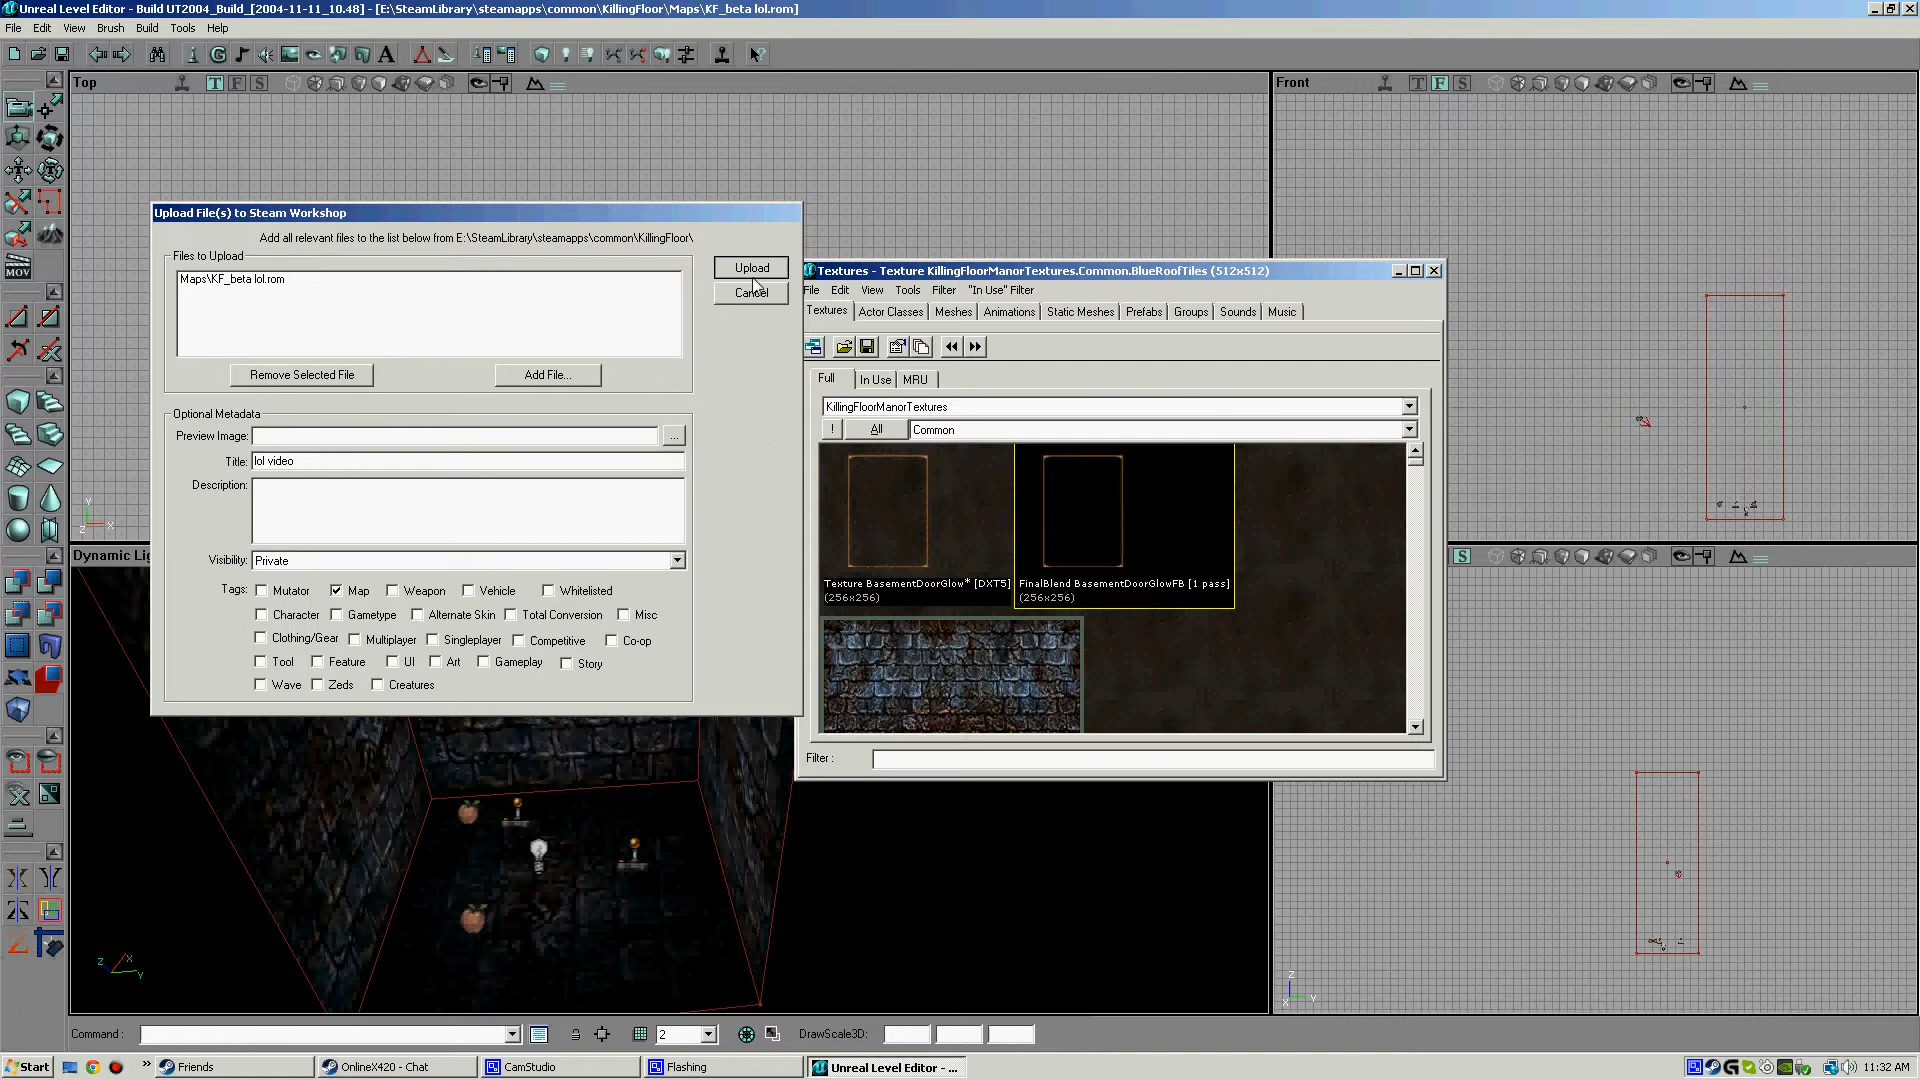 Unreal Level Editor - Build UT2004_Build_[2004-11-11_10.48] - [E:\SteamLibrary\steamapps\common\KillingFloor\Maps\KF_beta lol.rom]
File Edit View Brush Build Tools Help
Top T F S
Front T F S
Upload File(s) to Steam Workshop
Add all relevant files to the list below from E:\SteamLibrary\steamapps\common\KillingFloor\
Files to Upload
Maps\KF_beta lol.rom
Upload
Cancel
Remove Selected File Add File...
Optional Metadata
Preview Image: ...
Title: lol video
Description:
Visibility: Private
Tags: Mutator Map Weapon Vehicle Whitelisted
Character Gametype Alternate Skin Total Conversion Misc
Clothing/Gear Multiplayer Singleplayer Competitive Co-op
Tool Feature UI Art Gameplay Story
Wave Zeds Creatures
Textures - Texture KillingFloorManorTextures.Common.BlueRoofTiles (512x512)
File Edit View Tools Filter "In Use" Filter
Textures Actor Classes Meshes Animations Static Meshes Prefabs Groups Sounds Music
Full In Use MRU
KillingFloorManorTextures
! All Common
Texture BasementDoorGlow* [DXT5]
(256x256)
FinalBlend BasementDoorGlowFB [1 pass]
(256x256)
Filter :
MOV
Dynamic Lig
S
Y
Z X
Z X
Y
Z
X Y
Command : 2 DrawScale3D:
Start » Friends OnlineX420 - Chat CamStudio Flashing Unreal Level Editor - ... 11:32 AM